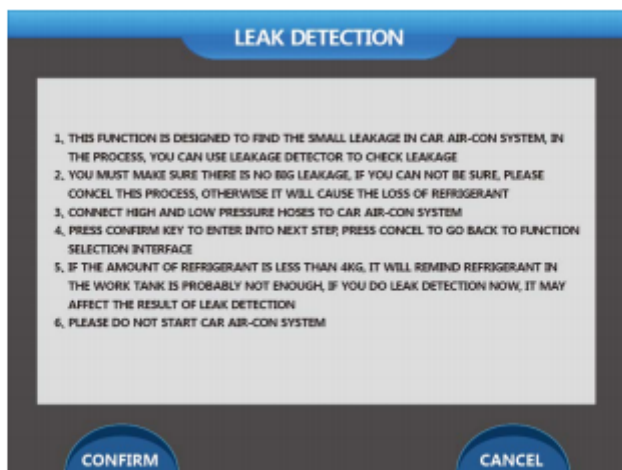 LEAK DETECTION
1, THIS FUNCTION IS DESIGNED TO FIND THE SMALL LEAKAGE IN CAR AIR-CON SYSTEM, IN
THE PROCESS, YOU CAN USE LEAKAGE DETECTOR TO CHECK LEAKAGE
2, YOU MUST MAKE SURE THERE IS NO BIG LEAKAGE, IF YOU CAN NOT BE SURE, PLEASE
CONCEL THIS PROCESS, OTHERWISE IT WILL CAUSE THE LOSS OF REFRIGERANT
3, CONNECT HIGH AND LOW PRESSURE HOSES TO CAR AIR-CON SYSTEM
4, PRESS CONFIRM KEY TO ENTER INTO NEXT STEP, PRESS CONCEL TO GO BACK TO FUNCTION
SELECTION INTERFACE
5, IF THE AMOUNT OF REFRIGERANT IS LESS THAN 4KG, IT WILL REMIND REFRIGERANT IN
THE WORK TANK IS PROBABLY NOT ENOUGH, IF YOU DO LEAK DETECTION NOW, IT MAY
AFFECT THE RESULT OF LEAK DETECTION
6, PLEASE DO NOT START CAR AIR-CON SYSTEM
CONFIRM
CANCEL